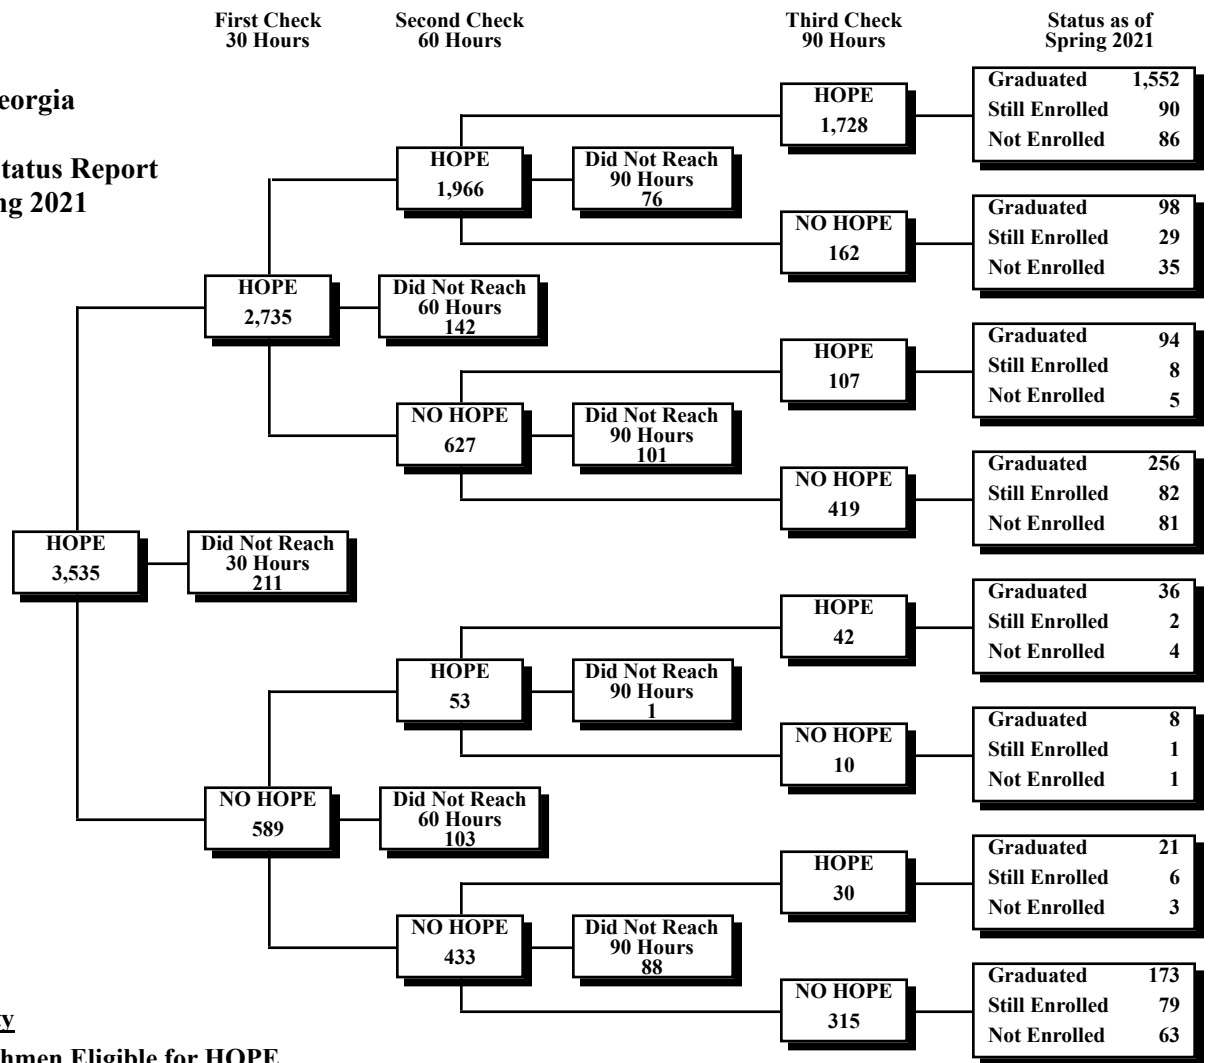 First Check
30 Hours
Second Check
60 Hours
Third Check
90 Hours
Status as of
Spring 2021
eorgia
tatus Report
ng 2021
HOPE
3,535
Did Not Reach
30 Hours
211
HOPE
2,735
Did Not Reach
60 Hours
142
NO HOPE
589
Did Not Reach
60 Hours
103
HOPE
1,966
Did Not Reach
90 Hours
76
NO HOPE
627
Did Not Reach
90 Hours
101
HOPE
53
Did Not Reach
90 Hours
1
NO HOPE
433
Did Not Reach
90 Hours
88
HOPE
1,728
Graduated 1,552
Still Enrolled 90
Not Enrolled 86
NO HOPE
162
Graduated 98
Still Enrolled 29
Not Enrolled 35
HOPE
107
Graduated 94
Still Enrolled 8
Not Enrolled 5
NO HOPE
419
Graduated 256
Still Enrolled 82
Not Enrolled 81
HOPE
42
Graduated 36
Still Enrolled 2
Not Enrolled 4
NO HOPE
10
Graduated 8
Still Enrolled 1
Not Enrolled 1
HOPE
30
Graduated 21
Still Enrolled 6
Not Enrolled 3
NO HOPE
315
Graduated 173
Still Enrolled 79
Not Enrolled 63
ty
hmen Eligible for HOPE